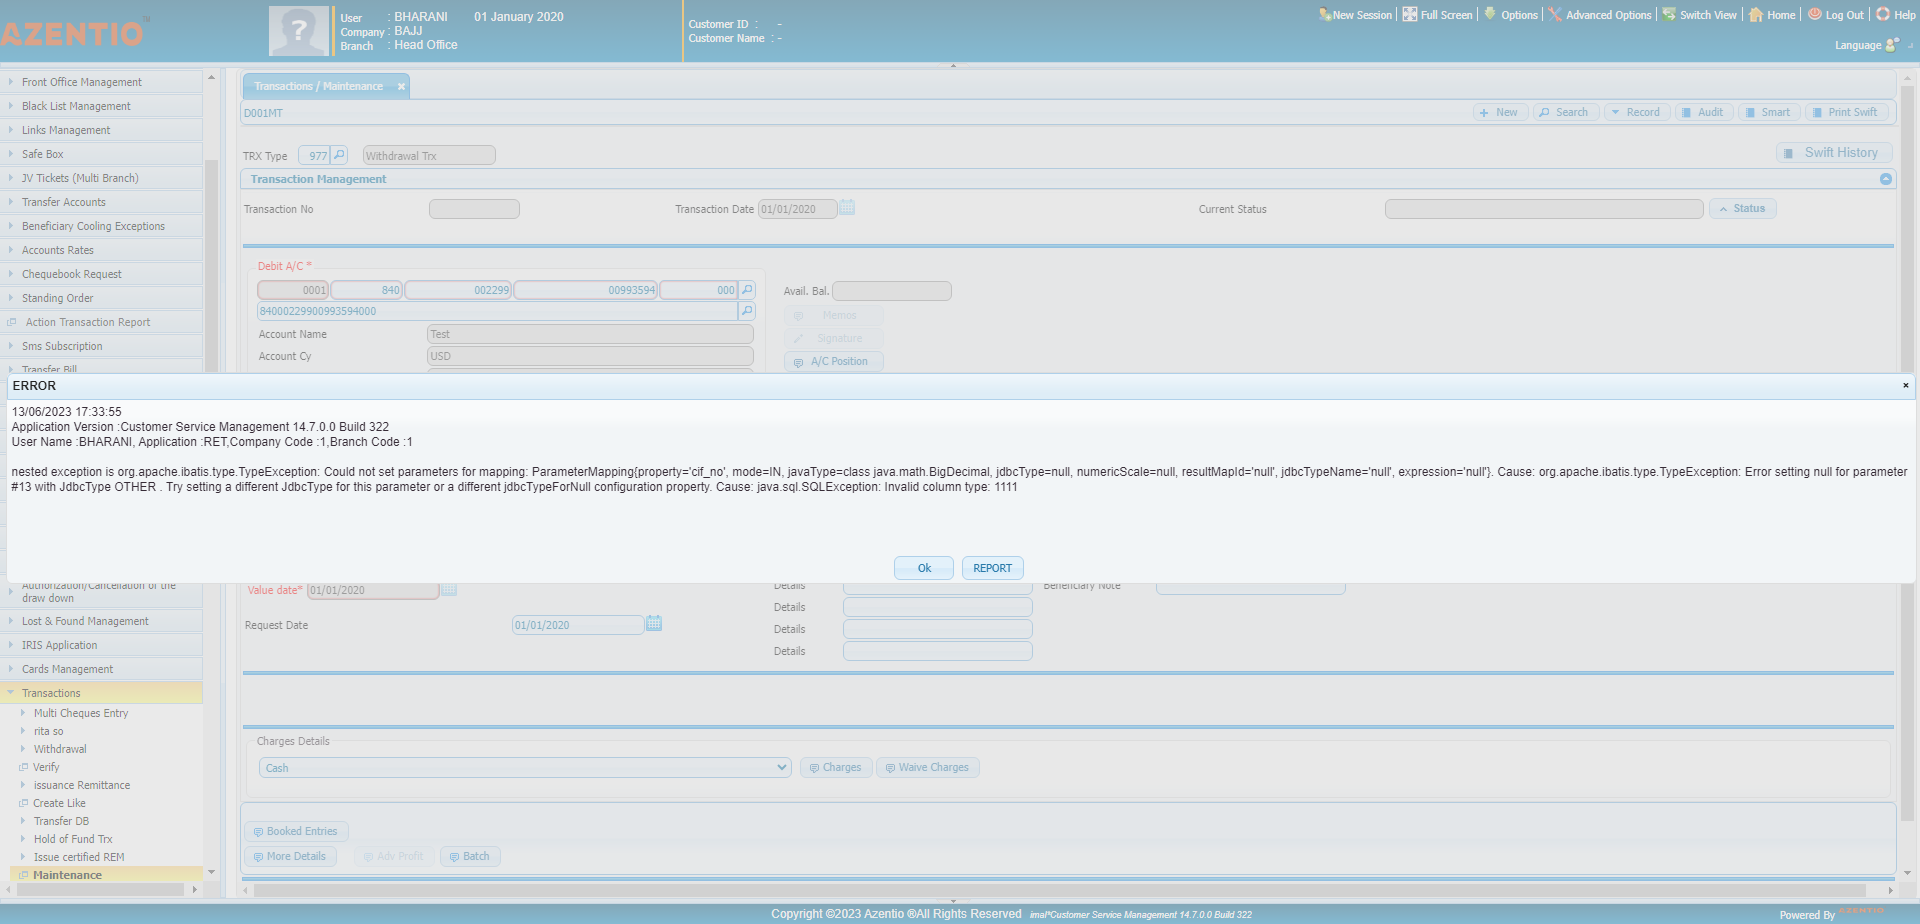 AZENTIO
User : BHARANI 01 January 2020
Company : BAJJ
Branch : Head Office
Customer ID : -
Customer Name : -
New Session Full Screen Options Advanced Options Switch View Home Log Out Help
Language
Front Office Management
Black List Management
Links Management
Safe Box
JV Tickets (Multi Branch)
Transfer Accounts
Beneficiary Cooling Exceptions
Accounts Rates
Chequebook Request
Standing Order
Action Transaction Report
Sms Subscription
Transfer Bill
Transactions / Maintenance
D001MT
New Search Record Audit Smart Print Swift
TRX Type 977 Withdrawal Trx
Swift History
Transaction Management
Transaction No Transaction Date 01/01/2020 Current Status Status
Debit A/C *
0001 840 002299 00993594 000
84000229900993594000
Account Name Test
Account Cy USD
Avail. Bal.
Memos
Signature
A/C Position
ERROR
13/06/2023 17:33:55
Application Version :Customer Service Management 14.7.0.0 Build 322
User Name :BHARANI, Application :RET,Company Code :1,Branch Code :1
nested exception is org.apache.ibatis.type.TypeException: Could not set parameters for mapping: ParameterMapping{property='cif_no', mode=IN, javaType=class java.math.BigDecimal, jdbcType=null, numericScale=null, resultMapId='null', jdbcTypeName='null', expression='null'}. Cause: org.apache.ibatis.type.TypeException: Error setting null for parameter
#13 with JdbcType OTHER . Try setting a different JdbcType for this parameter or a different jdbcTypeForNull configuration property. Cause: java.sql.SQLException: Invalid column type: 1111
Ok REPORT
Authorization/Cancellation of the
draw down
Lost & Found Management
IRIS Application
Cards Management
Transactions
Multi Cheques Entry
rita so
Withdrawal
Verify
issuance Remittance
Create Like
Transfer DB
Hold of Fund Trx
Issue certified REM
Maintenance
Value date* 01/01/2020
Request Date 01/01/2020
Details Beneficiary Note
Details
Details
Details
Charges Details
Cash Charges Waive Charges
Booked Entries
More Details Adv Profit Batch
Copyright ©2023 Azentio ®All Rights Reserved imal*Customer Service Management 14.7.0.0 Build 322
Powered By AZENTIO